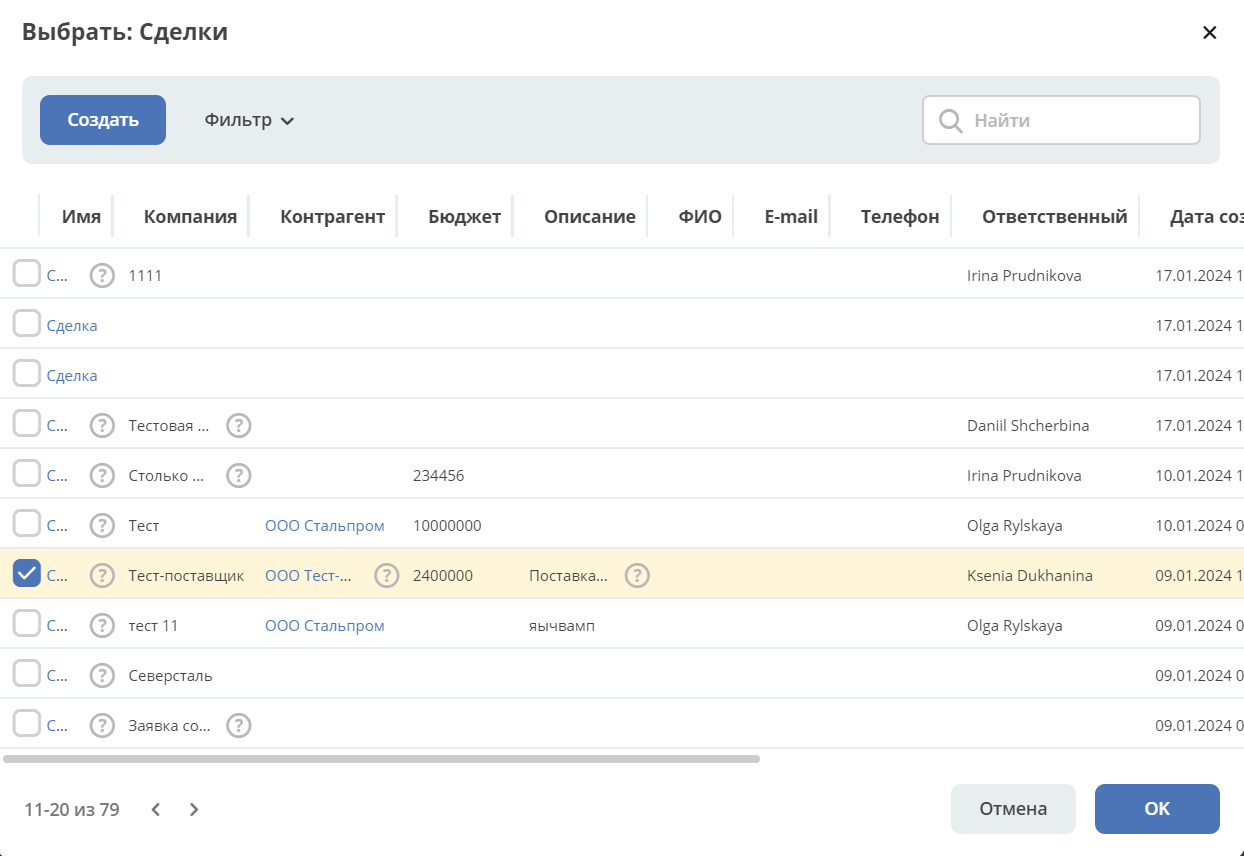 Выбрать: Сделки
Создать Фильтр Найти
Имя Компания Контрагент Бюджет Описание ФИО E-mail Телефон Ответственный Дата соз
С... 1111 Irina Prudnikova 17.01.2024 1
Сделка 17.01.2024 1
Сделка 17.01.2024 1
С... Тестовая ... Daniil Shcherbina 17.01.2024 1
С... Столько ... 234456 Irina Prudnikova 10.01.2024 1
С... Тест ООО Стальпром 10000000 Olga Rylskaya 10.01.2024 0
С... Тест-поставщик ООО Тест-... 2400000 Поставка... Ksenia Dukhanina 09.01.2024 1
С... тест 11 ООО Стальпром яычвамп Olga Rylskaya 09.01.2024 0
С... Северсталь 09.01.2024 0
С... Заявка со... 09.01.2024 0
11-20 из 79 Отмена ОК